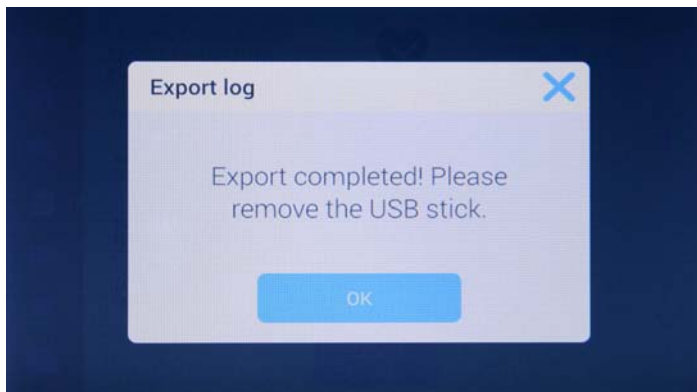 Export log
Export completed! Please
remove the USB stick.
OK